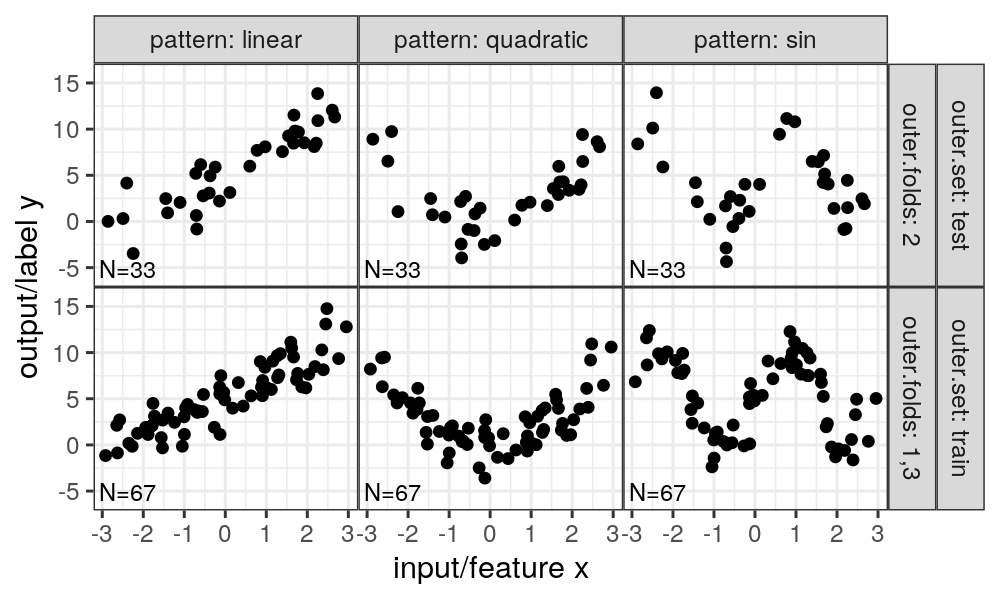 pattern: linear
pattern: quadratic
pattern: sin
output/label y
15
10
5
0
-5
N=33
N=33
N=33
outer.folds: 2
outer.set: test
15
10
5
0
-5
N=67
N=67
N=67
outer.folds: 1,3
outer.set: train
-3 -2 -1 0 1 2 3
-3 -2 -1 0 1 2 3
-3 -2 -1 0 1 2 3
input/feature x